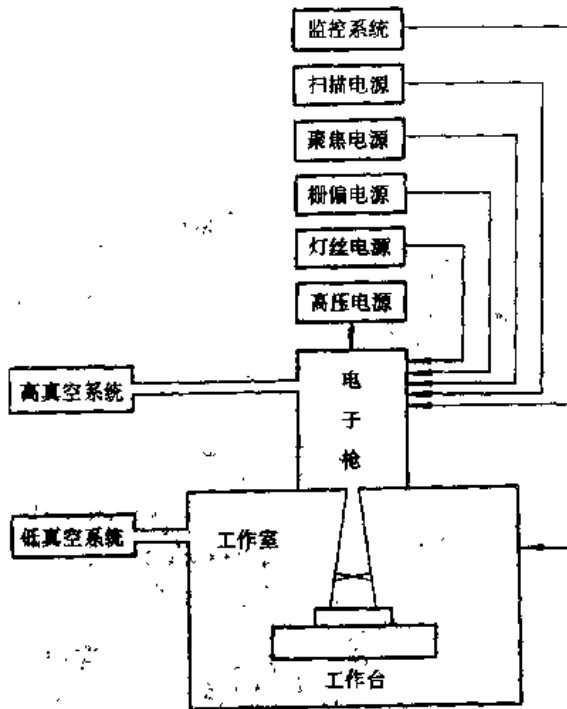 监控系统
扫描电源
聚焦电源
栅偏电源
灯丝电源
高压电源
高真空系统
电
子
枪
低真空系统
工作室
工作台